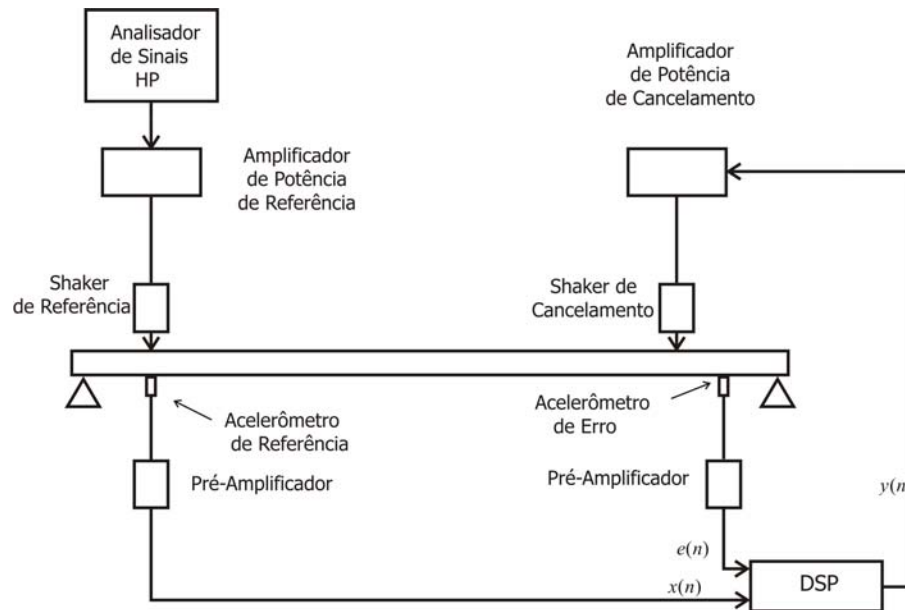 Analisador
de Sinais
HP
Amplificador
de Potência
de Cancelamento
Amplificador
de Potência
de Referência
Shaker
de Referência
Shaker de
Cancelamento
Acelerômetro
de Referência
Acelerômetro
de Erro
Pré-Amplificador
Pré-Amplificador
y(n
e(n)
x(n)
DSP